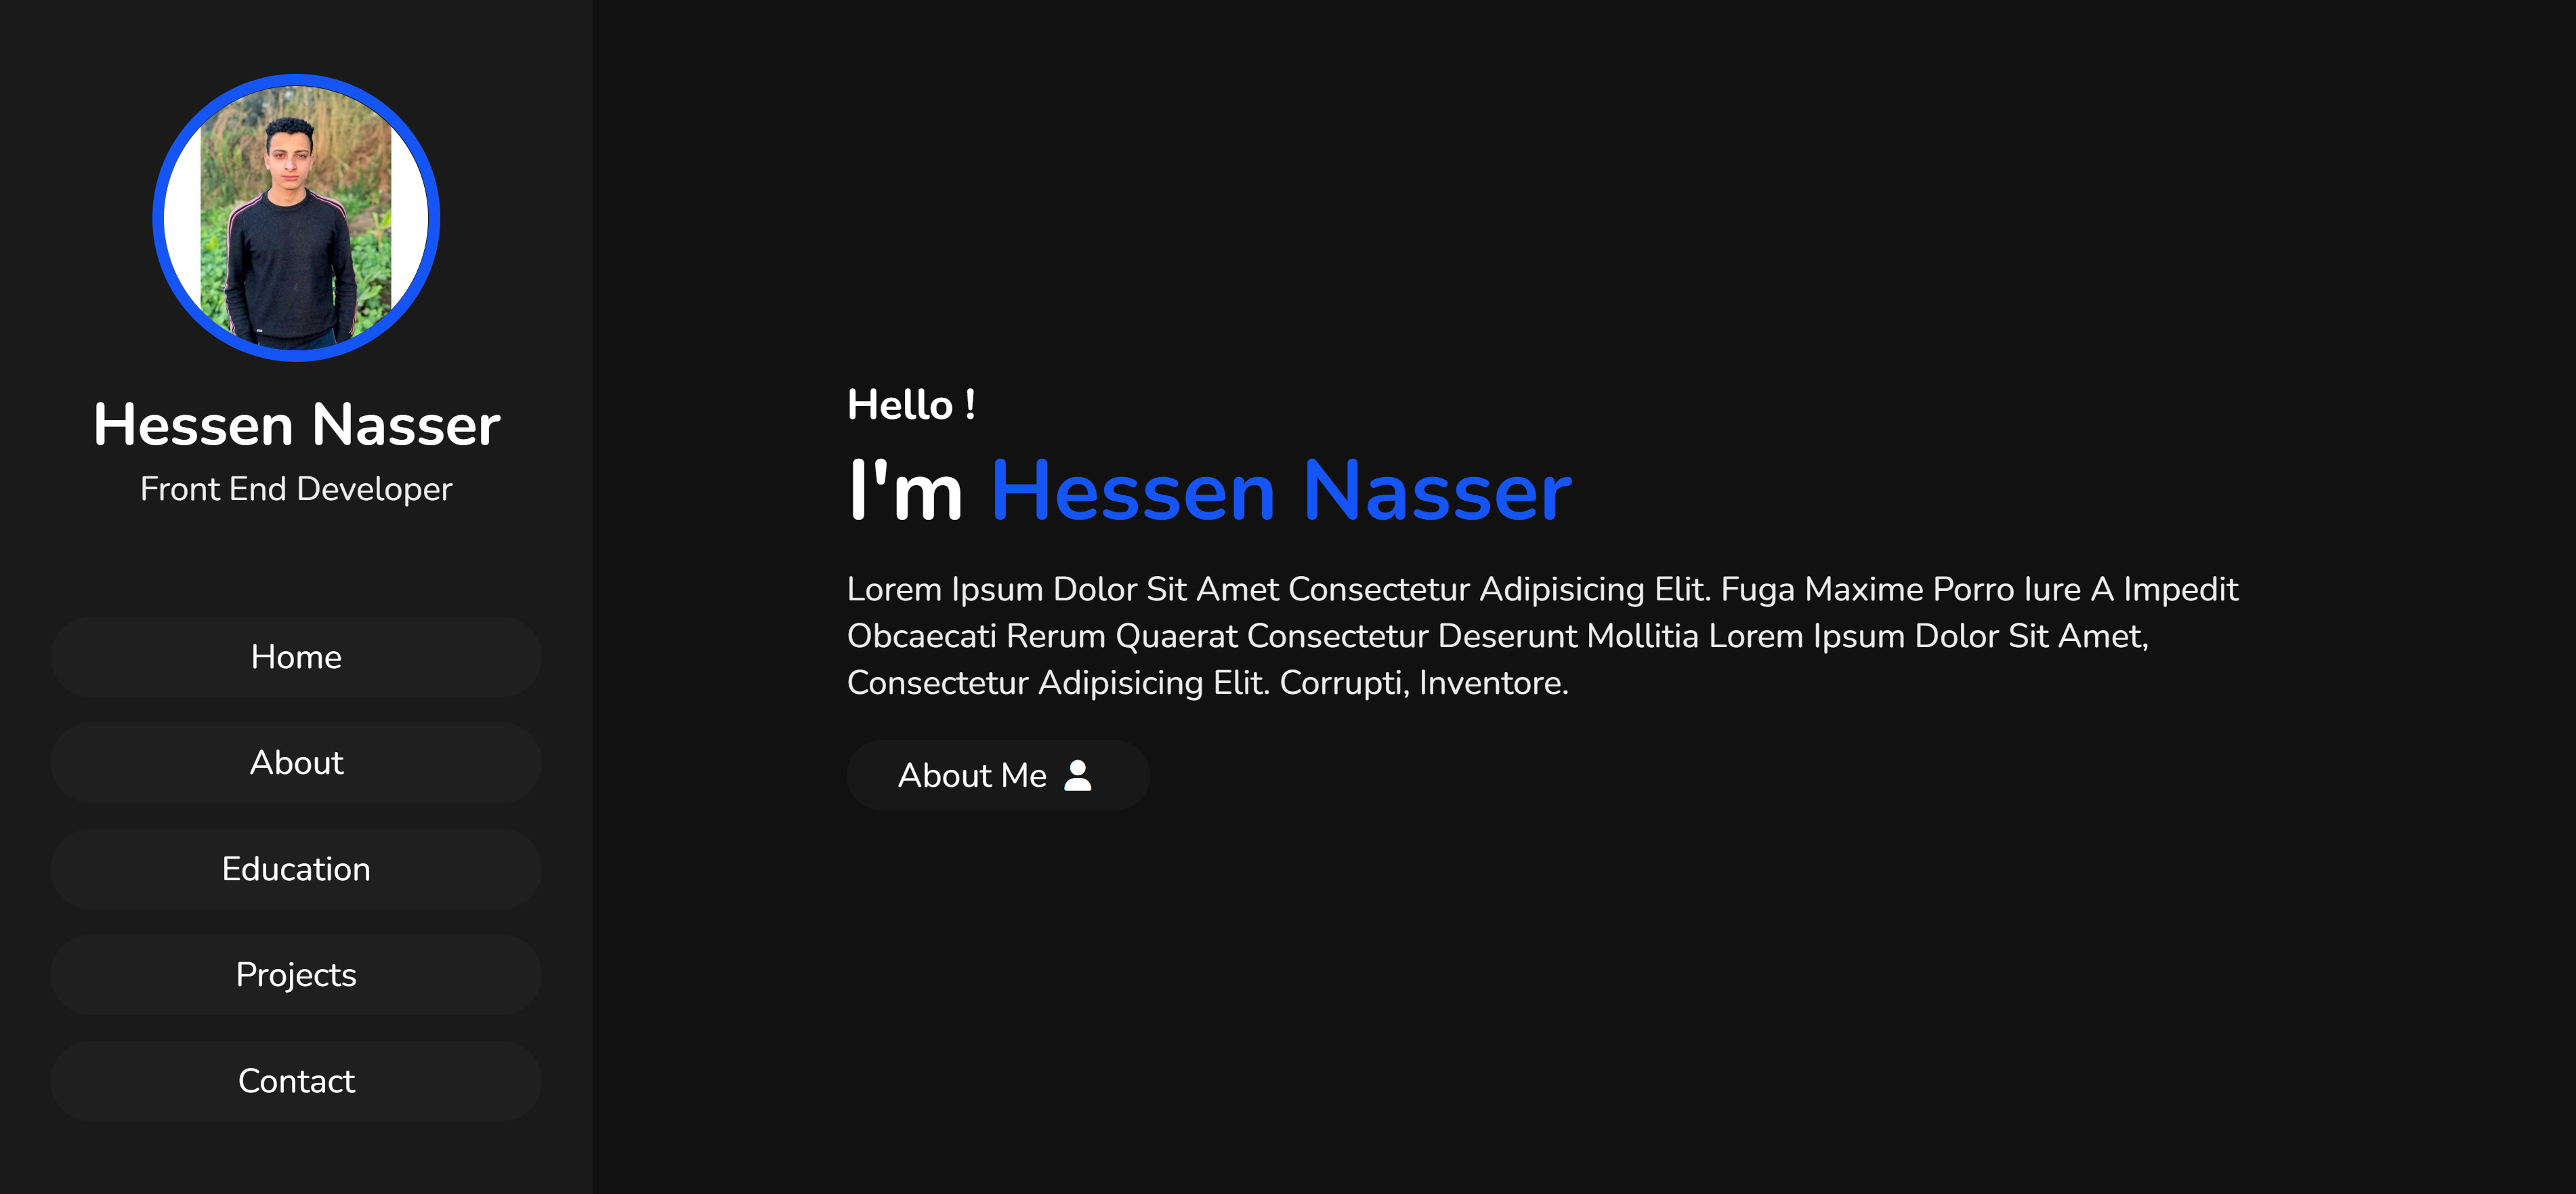 Hessen Nasser
Front End Developer
Home
About
Education
Projects
Contact
Hello !
I'm Hessen Nasser
Lorem Ipsum Dolor Sit Amet Consectetur Adipisicing Elit. Fuga Maxime Porro Iure A Impedit
Obcaecati Rerum Quaerat Consectetur Deserunt Mollitia Lorem Ipsum Dolor Sit Amet,
Consectetur Adipisicing Elit. Corrupti, Inventore.
About Me